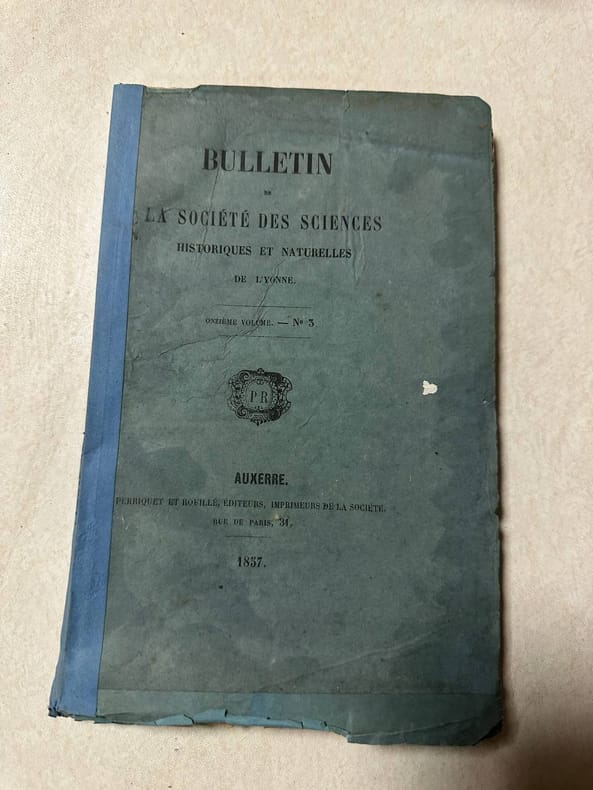 BULLETIN
DE
LA SOCIÉTÉ DES SCIENCES
HISTORIQUES ET NATURELLES
DE L'YONNE.
ONZIÈME VOLUME. — Nº 3
PR
AUXERRE.
PERRIQUET ET ROUILLÉ, ÉDITEURS, IMPRIMEURS DE LA SOCIÉTÉ.
RUE DE PARIS, 31.
1857.